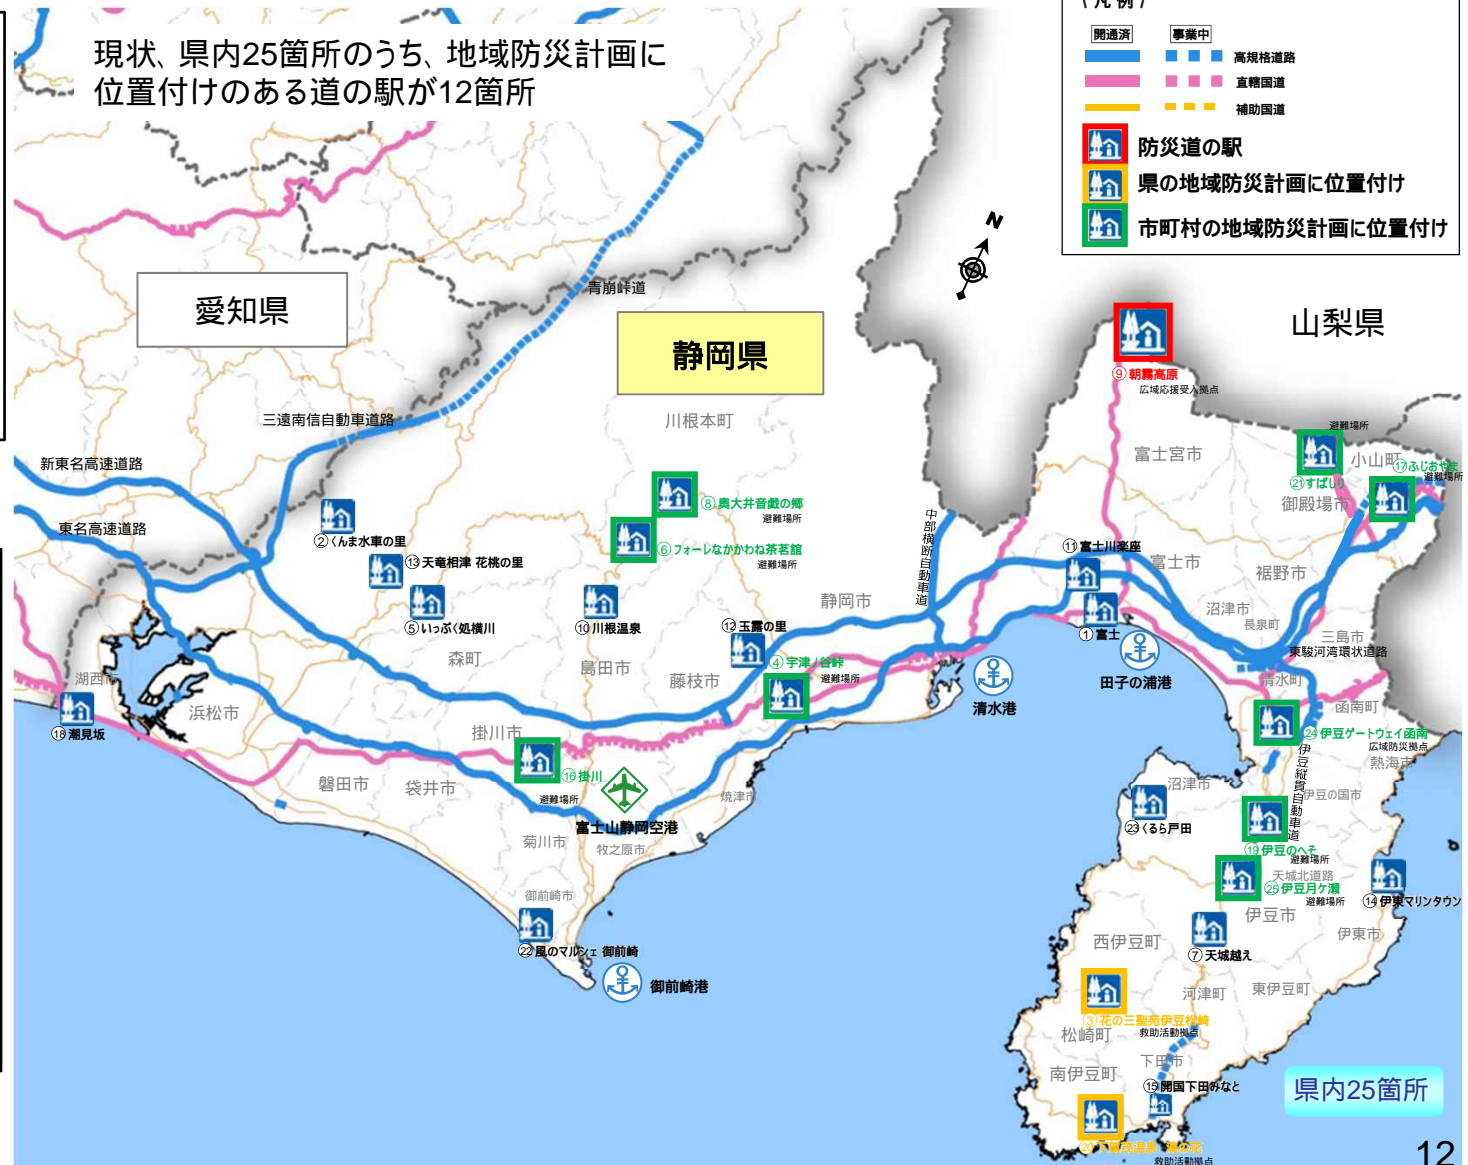 現状、県内25箇所のうち、地域防災計画に
位置付けのある道の駅が12箇所
(凡例)
開通済
事業中
高規格道路
直轄国道
補助国道
防災道の駅
県の地域防災計画に位置付け
市町村の地域防災計画に位置付け
N
愛知県
静岡県
山梨県
青崩峠道
三遠南信自動車道路
新東名高速道路
東名高速道路
川根本町
⑨朝霧高原
広域応援受入拠点
富士宮市
避難場所
小山町
㉑すばしり
⑰ふじおやま
避難場所
御殿場市
⑧奥大井音戯の郷
避難場所
⑥フォーレなかかわね茶茗舘
避難場所
②くんま水車の里
⑬天竜相津 花桃の里
⑤いっぷく処横川
⑩川根温泉
⑫玉露の里
④宇津ノ谷峠
避難場所
中部横断自動車道
静岡市
⑪富士川楽座
富士市
①富士
裾野市
沼津市
長泉町
三島市
東駿河湾環状道路
清水町
函南町
田子の浦港
清水港
森町
島田市
藤枝市
湖西市
⑱潮見坂
浜松市
磐田市
袋井市
掛川市
⑯掛川
避難場所
富士山静岡空港
焼津市
菊川市
牧之原市
御前崎市
㉒風のマルシェ 御前崎
御前崎港
㉔伊豆ゲートウェイ函南
広域防災拠点
熱海市
伊豆縦貫自動車道
沼津市
㉓くるら戸田
伊豆の国市
⑲伊豆のへそ
避難場所
天城北道路
㉕伊豆月ケ瀬
避難場所
⑭伊東マリンタウン
伊豆市
伊東市
西伊豆町
⑦天城越え
河津町
東伊豆町
③花の三聖苑伊豆松崎
救助活動拠点
松崎町
下田市
南伊豆町
⑮開国下田みなと
⑳下賀茂温泉 湯の花
救助活動拠点
県内25箇所
12